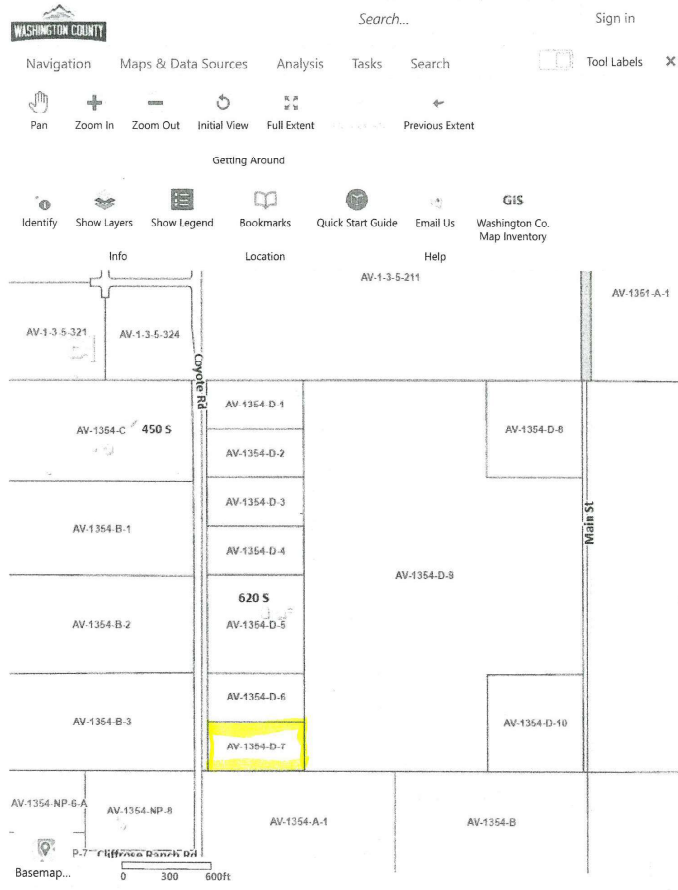 Search...
Sign in
WASHINGTON COUNTY
Navigation Maps & Data Sources Analysis Tasks Search
Tool Labels X
Pan Zoom In Zoom Out Initial View Full Extent Previous Extent
Getting Around
GIS
Identify Show Layers Show Legend Bookmarks Quick Start Guide Email Us Washington Co.
Map Inventory
Info Location Help
AV-1-3-5-211
AV-1351-A-1
AV-1-3-5-321
AV-1-3-5-324
Coyote Rd
AV-1354-D-1
AV-1354-C
450 S
AV-1354-D-8
AV-1354-D-2
AV-1354-D-3
Main St
AV-1354-B-1
AV-1354-D-4
AV-1354-D-9
620 S
AV-1354-B-2
AV-1354-D-5
AV-1354-D-6
AV-1354-B-3
AV-1354-D-10
AV-1354-D-7
AV-1354-NP-6-A
AV-1354-NP-8
AV-1354-A-1
AV-1354-B
P-7
Cliffrose Ranch Rd
Basemap...
0 300 600ft